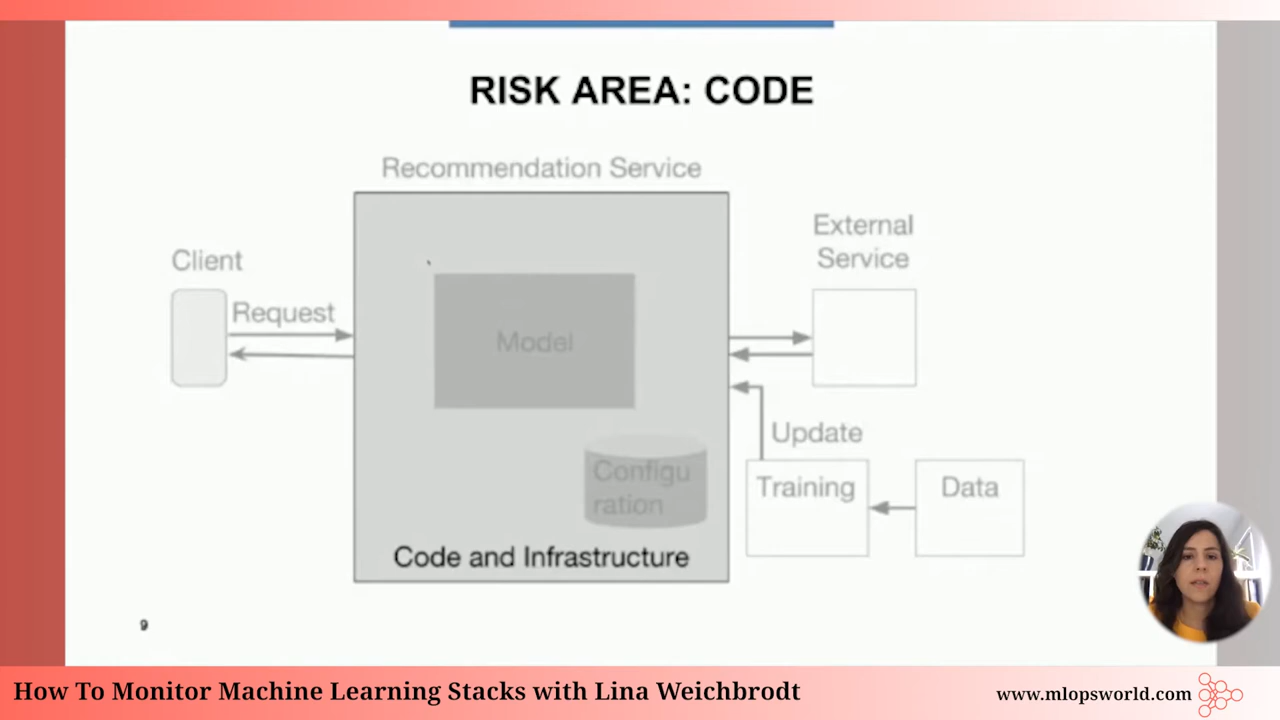 RISK AREA: CODE
Recommendation Service
External
Service
Client
Request
Model
Update
Configu
ration
Training
Data
Code and Infrastructure
9
How To Monitor Machine Learning Stacks with Lina Weichbrodt
www.mlopsworld.com